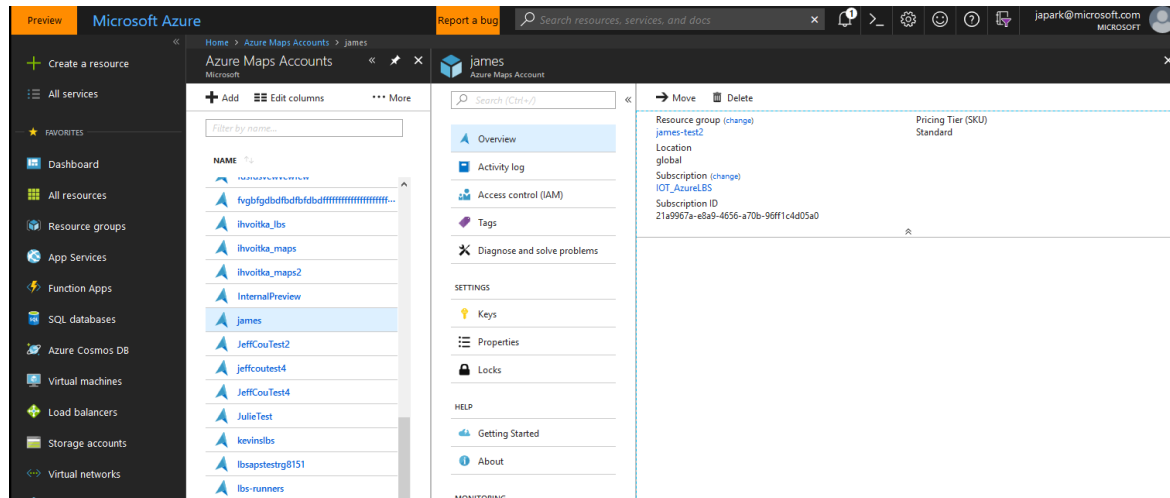 Preview
Microsoft Azure
Report a bug
Search resources, services, and docs
1
japark@microsoft.com
MICROSOFT
Create a resource
All services
FAVORITES
Dashboard
All resources
Resource groups
App Services
Function Apps
SQL databases
Azure Cosmos DB
Virtual machines
Load balancers
Storage accounts
Virtual networks
Home > Azure Maps Accounts > james
Azure Maps Accounts
Microsoft
Add Edit columns ··· More
Filter by name...
NAME
ihvoitka_lbs
ihvoitka_maps
ihvoitka_maps2
InternalPreview
james
JeffCouTest2
jeffcoutest4
JeffCouTest4
JulieTest
kevinslbs
lbsapstestrg8151
lbs-runners
james
Azure Maps Account
Search (Ctrl+/)
Overview
Activity log
Access control (IAM)
Tags
Diagnose and solve problems
SETTINGS
Keys
Properties
Locks
HELP
Getting Started
About
MONITORING
Move Delete
Resource group (change)
james-test2
Location
global
Subscription (change)
IOT_AzureLBS
Subscription ID
21a9967a-e8a9-4656-a70b-96ff1c4d05a0
Pricing Tier (SKU)
Standard